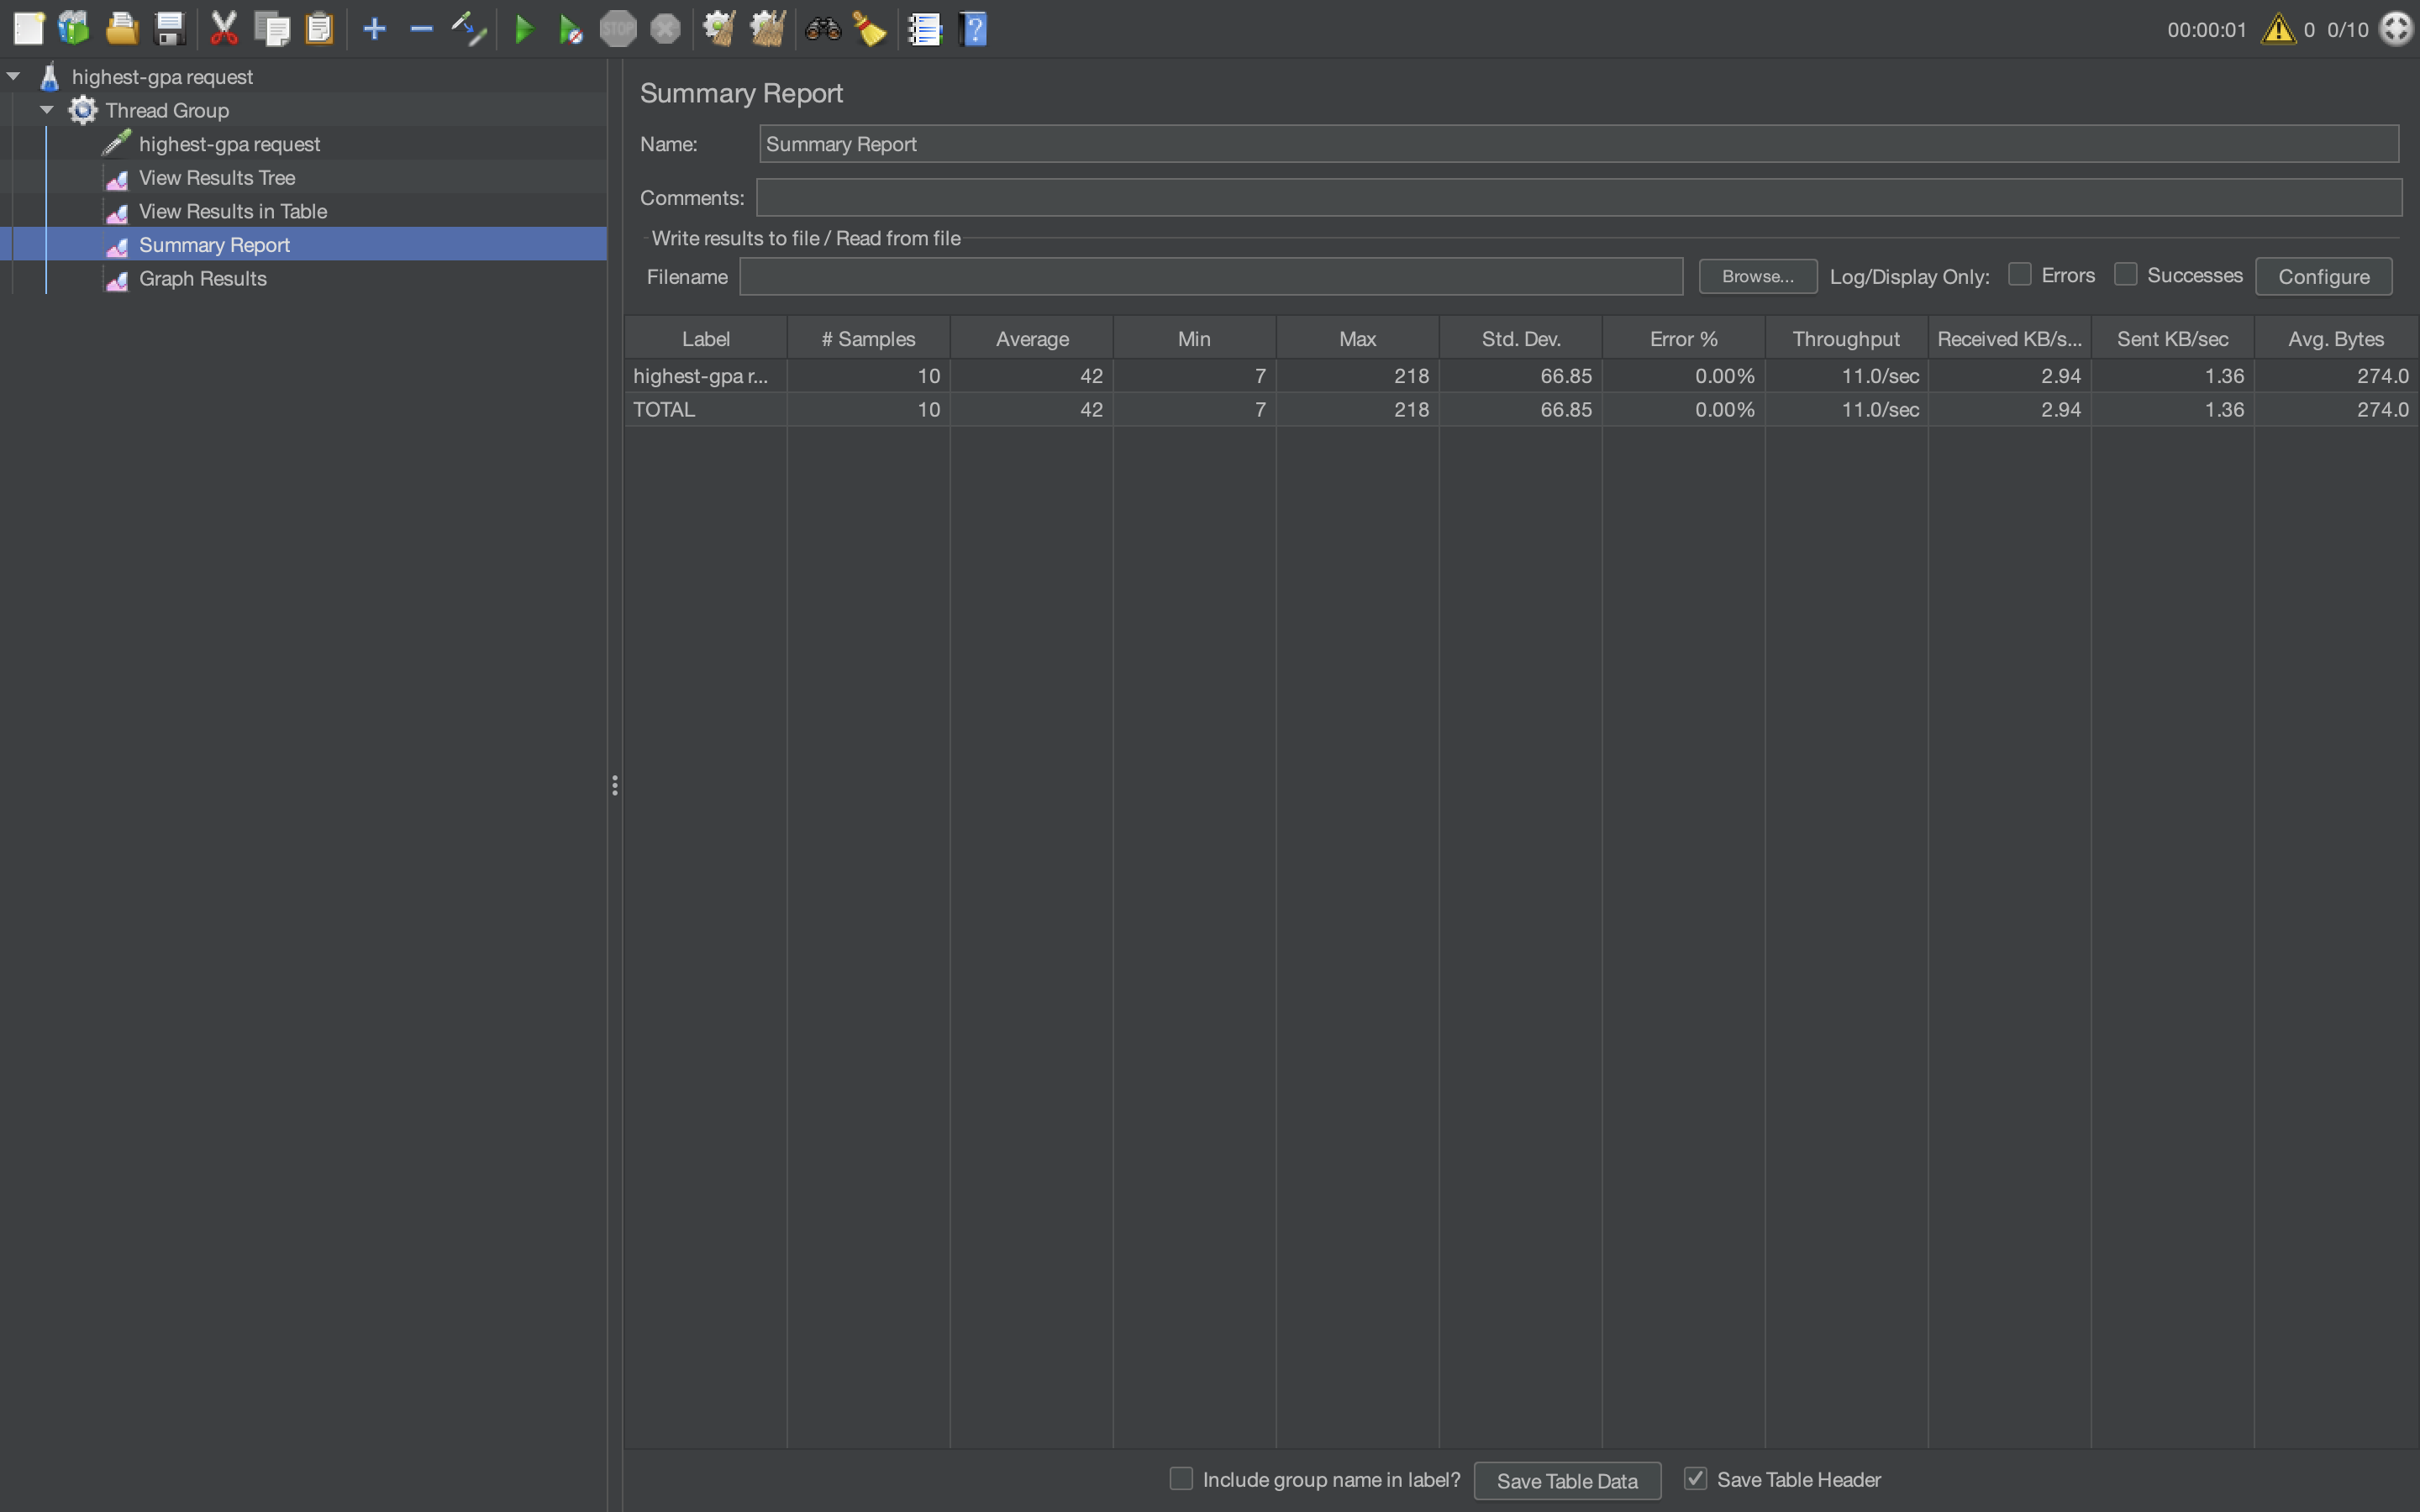 STOP
00:00:01 0 0/10
highest-gpa request
Thread Group
highest-gpa request
View Results Tree
View Results in Table
Summary Report
Graph Results
Summary Report
Name: Summary Report
Comments:
Write results to file / Read from file
Filename Browse... Log/Display Only: Errors Successes Configure
Label # Samples Average Min Max Std. Dev. Error % Throughput Received KB/s... Sent KB/sec Avg. Bytes
highest-gpa r... 10 42 7 218 66.85 0.00% 11.0/sec 2.94 1.36 274.0
TOTAL 10 42 7 218 66.85 0.00% 11.0/sec 2.94 1.36 274.0
Include group name in label? Save Table Data Save Table Header